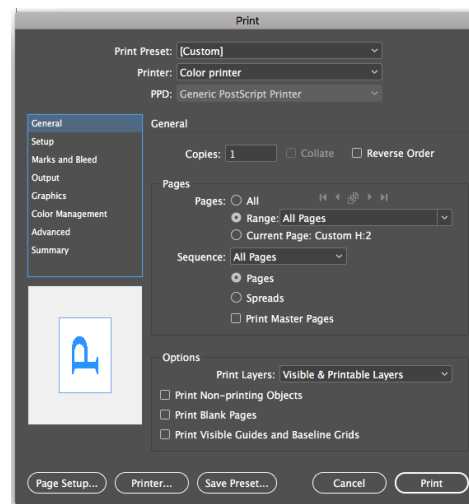 Print
Print Preset: [Custom]
Printer: Color printer
PPD: Generic PostScript Printer
General
Setup
Marks and Bleed
Output
Graphics
Color Management
Advanced
Summary
P
General
Copies: 1 Collate Reverse Order
Pages
Pages: All
Range: All Pages
Current Page: Custom H:2
Sequence: All Pages
Pages
Spreads
Print Master Pages
Options
Print Layers: Visible & Printable Layers
Print Non-printing Objects
Print Blank Pages
Print Visible Guides and Baseline Grids
Page Setup... Printer... Save Preset... Cancel Print